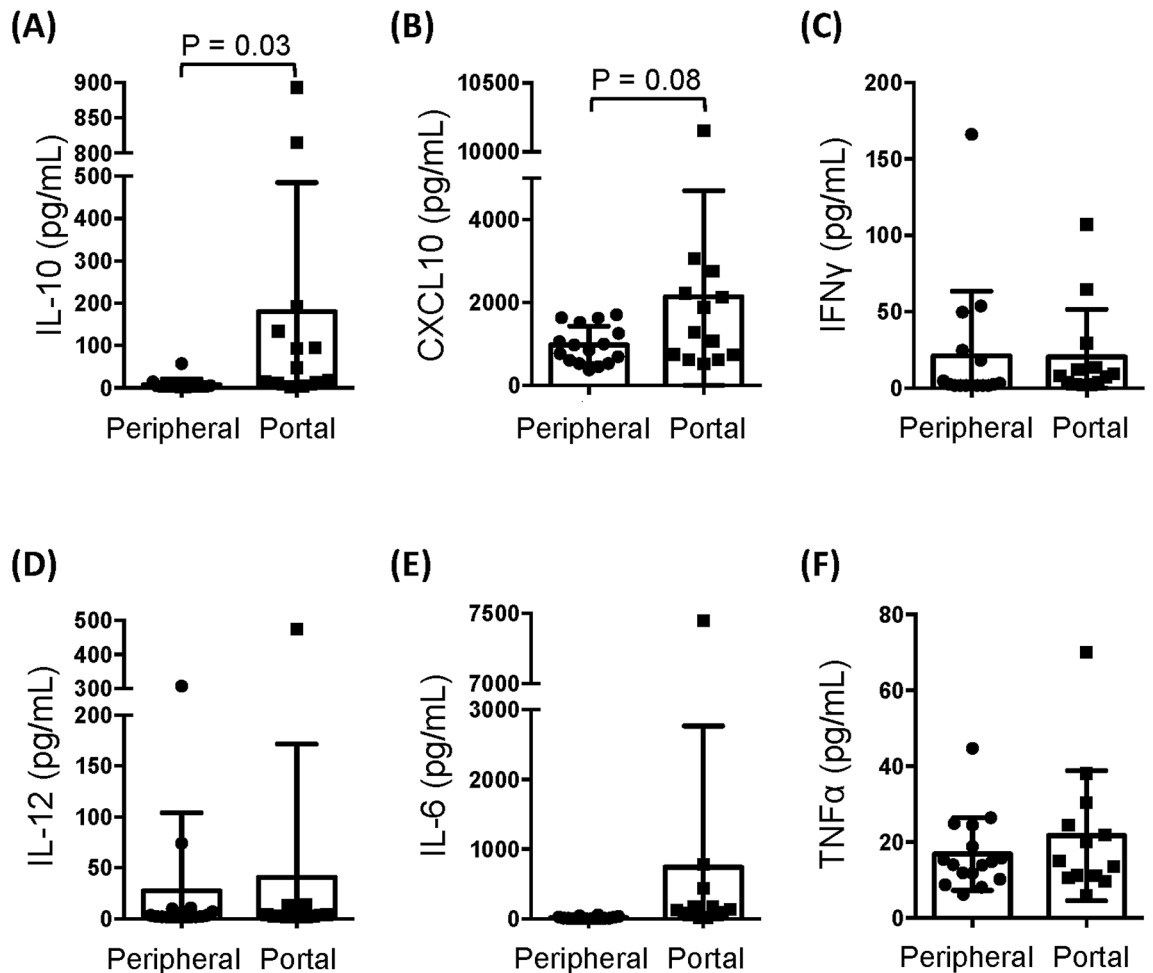 (A)
P = 0.03
IL-10 (pg/mL)
900
850
800
500
400
300
200
100
0
Peripheral Portal
(B)
P = 0.08
CXCL10 (pg/mL)
10500
10000
4000
2000
0
Peripheral Portal
(C)
IFNγ (pg/mL)
200
150
100
50
0
Peripheral Portal
(D)
IL-12 (pg/mL)
500
400
300
200
150
100
50
0
Peripheral Portal
(E)
IL-6 (pg/mL)
7500
7000
3000
2000
1000
0
Peripheral Portal
(F)
TNFα (pg/mL)
80
60
40
20
0
Peripheral Portal